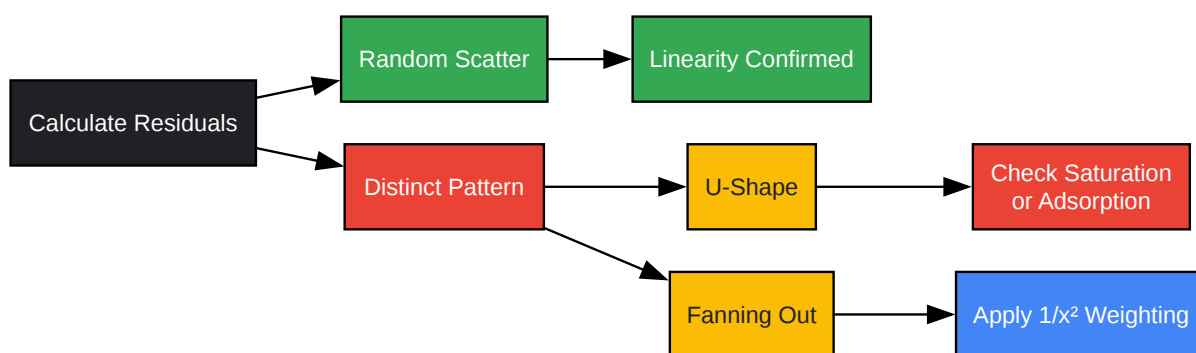 Calculate Residuals
Random Scatter
Linearity Confirmed
Distinct Pattern
U-Shape
Check Saturation
or Adsorption
Fanning Out
Apply 1/x² Weighting